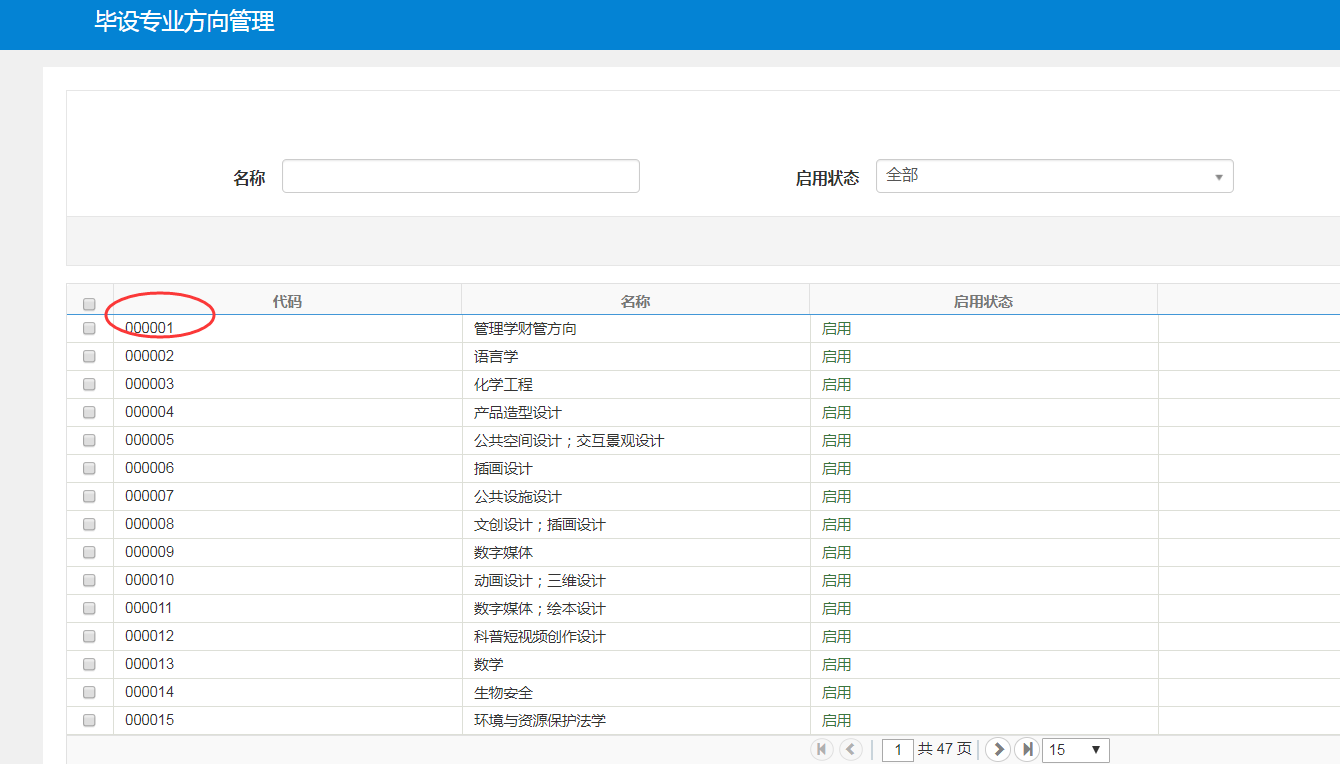 毕设专业方向管理
名称 启用状态 全部
代码 名称 启用状态
000001 管理学财管方向 启用
000002 语言学 启用
000003 化学工程 启用
000004 产品造型设计 启用
000005 公共空间设计；交互景观设计 启用
000006 插画设计 启用
000007 公共设施设计 启用
000008 文创设计；插画设计 启用
000009 数字媒体 启用
000010 动画设计；三维设计 启用
000011 数字媒体；绘本设计 启用
000012 科普短视频创作设计 启用
000013 数学 启用
000014 生物安全 启用
000015 环境与资源保护法学 启用
1 共 47 页 15